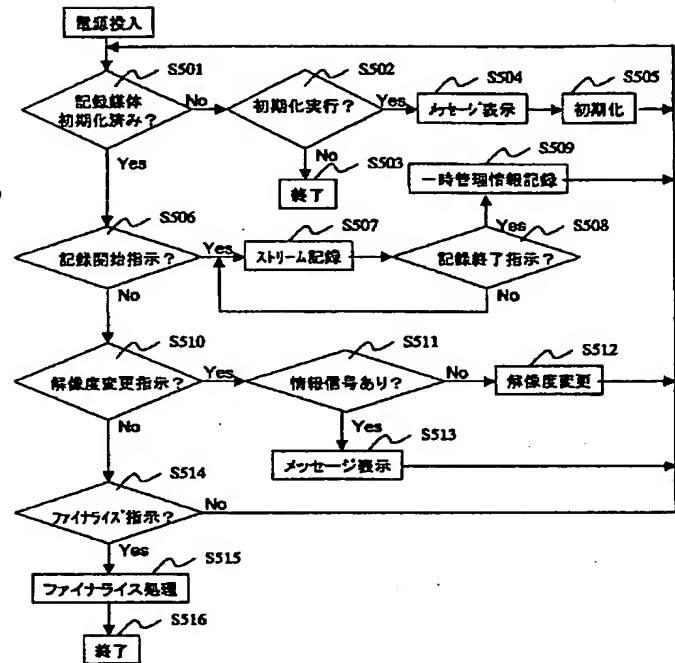 電源投入
S501
記録媒体
初期化済み？
No
Yes
S502
初期化実行？
Yes
No
S503
終了
S504
メッセージ表示
S505
初期化
S506
記録開始指示？
Yes
No
S507
ストリーム記録
S508
記録終了指示？
Yes
No
S509
一時管理情報記録
S510
解像度変更指示？
Yes
No
S511
情報信号あり？
No
Yes
S512
解像度変更
S513
メッセージ表示
S514
ファイナライズ指示？
No
Yes
S515
ファイナライス処理
S516
終了